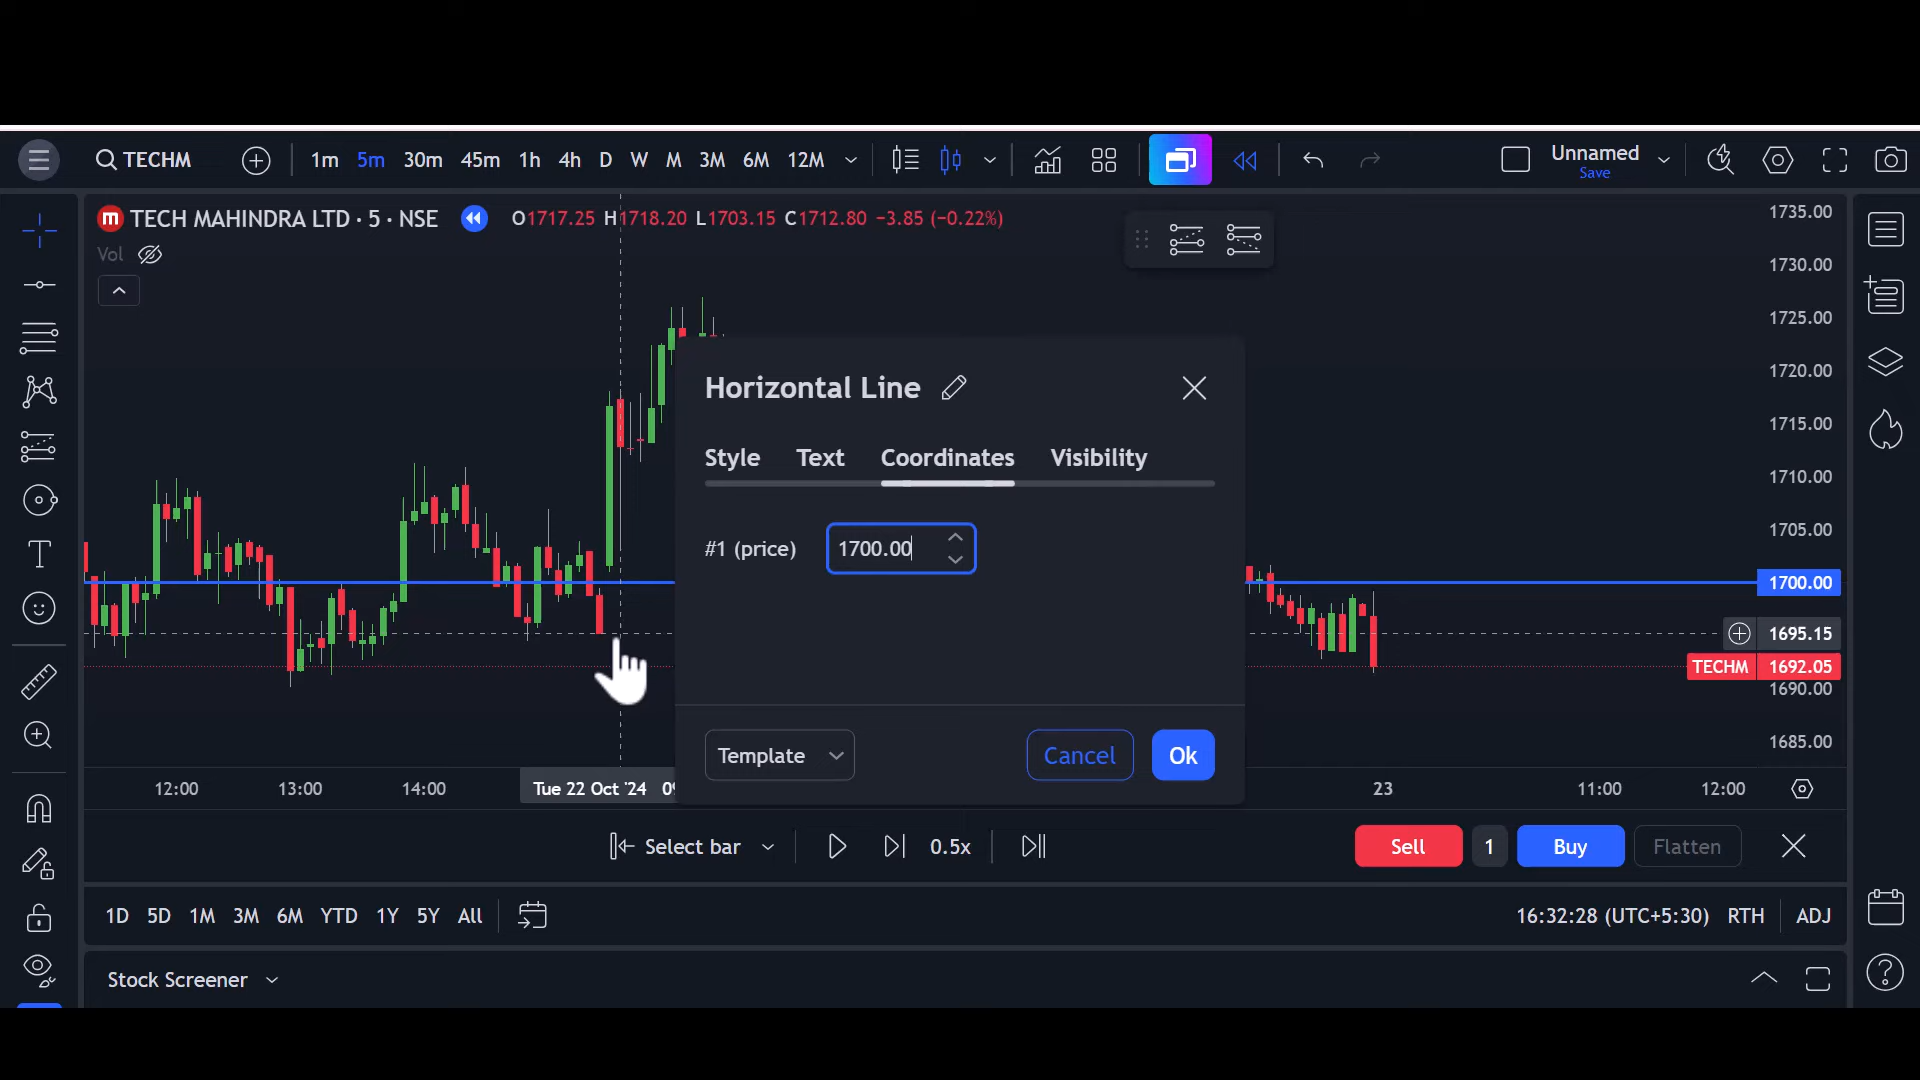 TECHM 1m 5m 30m 45m 1h 4h D W M 3M 6M 12M Unnamed
Save
m TECH MAHINDRA LTD · 5 · NSE O1717.25 H1718.20 L1703.15 C1712.80 −3.85 (−0.22%)
Vol
1735.00
1730.00
1725.00
1720.00
1715.00
1710.00
1705.00
1700.00
1695.15
TECHM 1692.05
1690.00
1685.00
Horizontal Line
Style Text Coordinates Visibility
#1 (price) 1700.00
Template Cancel Ok
12:00 13:00 14:00 Tue 22 Oct '24 23 11:00 12:00
Select bar 0.5x Sell 1 Buy Flatten
1D 5D 1M 3M 6M YTD 1Y 5Y All 16:32:28 (UTC+5:30) RTH ADJ
Stock Screener